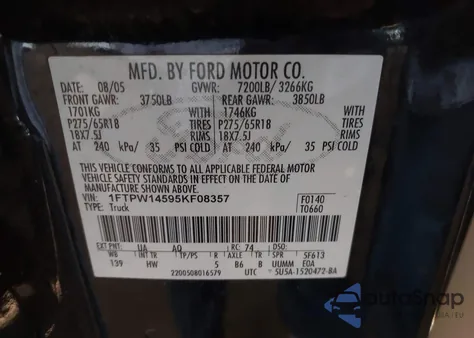 MFD. BY FORD MOTOR CO.
DATE: 08/05 GVWR: 7200LB/ 3266KG
FRONT GAWR: 3750LB REAR GAWR: 3850LB
1701KG WITH 1746KG WITH
P275/65R18 TIRES P275/65R18 TIRES
18X7.5J RIMS 18X7.5J RIMS
AT 240 kPa/ 35 PSI COLD AT 240 kPa/ 35 PSI COLD
THIS VEHICLE CONFORMS TO ALL APPLICABLE FEDERAL MOTOR
VEHICLE SAFETY STANDARDS IN EFFECT ON THE DATE OF
MANUFACTURE SHOWN ABOVE.
VIN: 1FTPW14595KF08357 F0140
TYPE: Truck T0660
EXT PNT: UA AQ RC: 74 DSO:
WB INT TR TP/PS R AXLE TR SPR 5F613
139 HW 5 B6 B UUMM EOA
2200508016579 UTC SU5A-1520472-BA
autoSnap